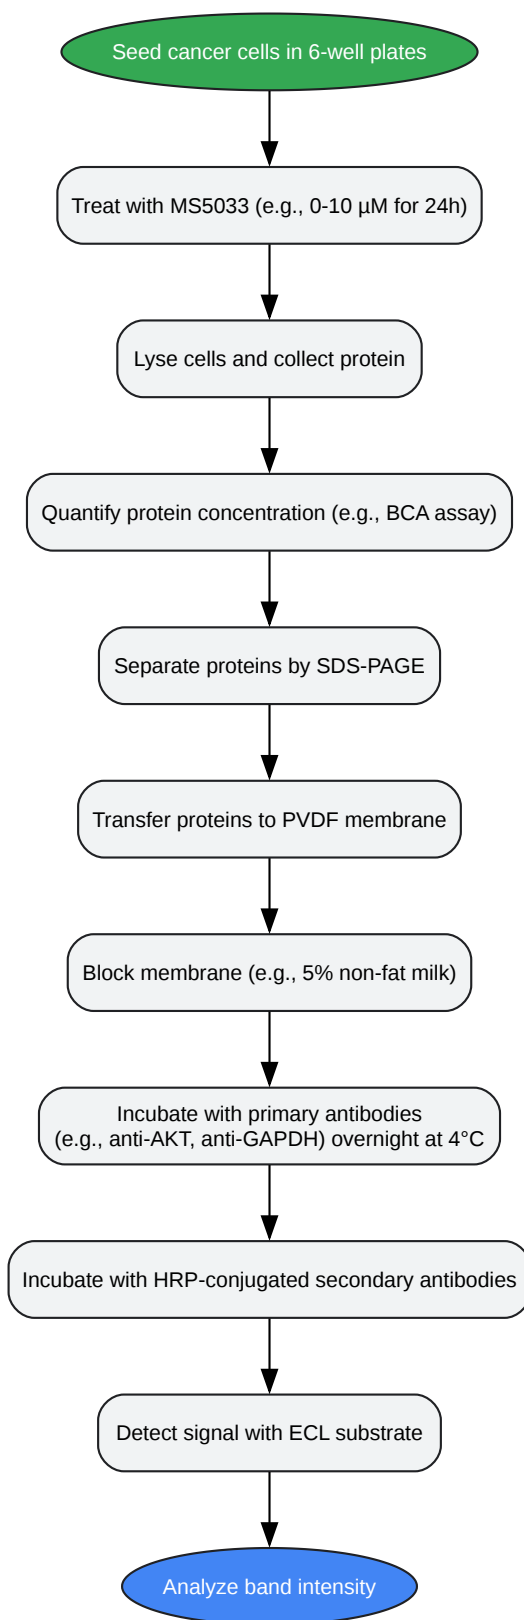 Seed cancer cells in 6-well plates
Treat with MS5033 (e.g., 0-10 µM for 24h)
Lyse cells and collect protein
Quantify protein concentration (e.g., BCA assay)
Separate proteins by SDS-PAGE
Transfer proteins to PVDF membrane
Block membrane (e.g., 5% non-fat milk)
Incubate with primary antibodies
(e.g., anti-AKT, anti-GAPDH) overnight at 4°C
Incubate with HRP-conjugated secondary antibodies
Detect signal with ECL substrate
Analyze band intensity